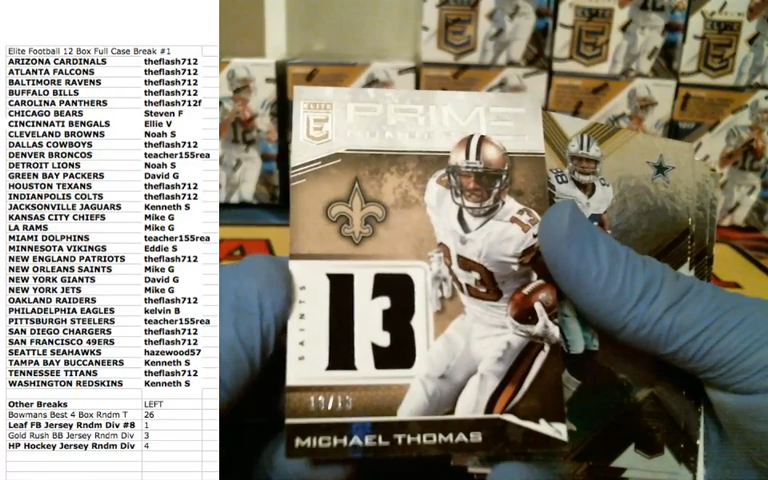 Elite Football 12 Box Full Case Break #1
ARIZONA CARDINALS theflash712
ATLANTA FALCONS theflash712
BALTIMORE RAVENS theflash712
BUFFALO BILLS theflash712
CAROLINA PANTHERS theflash712f
CHICAGO BEARS Steven F
CINCINNATI BENGALS Ellie V
CLEVELAND BROWNS Noah S
DALLAS COWBOYS theflash712
DENVER BRONCOS teacher155rea
DETROIT LIONS Noah S
GREEN BAY PACKERS David G
HOUSTON TEXANS theflash712
INDIANPOLIS COLTS theflash712
JACKSONVILLE JAGUARS Kenneth S
KANSAS CITY CHIEFS Mike G
LA RAMS Mike G
MIAMI DOLPHINS teacher155rea
MINNESOTA VIKINGS Eddie S
NEW ENGLAND PATRIOTS theflash712
NEW ORLEANS SAINTS Mike G
NEW YORK GIANTS David G
NEW YORK JETS Mike G
OAKLAND RAIDERS theflash712
PHILADELPHIA EAGLES kelvin B
PITTSBURGH STEELERS teacher155rea
SAN DIEGO CHARGERS theflash712
SAN FRANCISCO 49ERS theflash712
SEATTLE SEAHAWKS hazewood57
TAMPA BAY BUCCANEERS Kenneth S
TENNESSEE TITANS theflash712
WASHINGTON REDSKINS Kenneth S
Other Breaks LEFT
Bowmans Best 4 Box Rndm T 26
Leaf FB Jersey Rndm Div #8 1
Gold Rush BB Jersey Rndm Div 3
HP Hockey Jersey Rndm Div 4
ELITE
E
PRIME
13
SAINTS
13
MICHAEL THOMAS
88